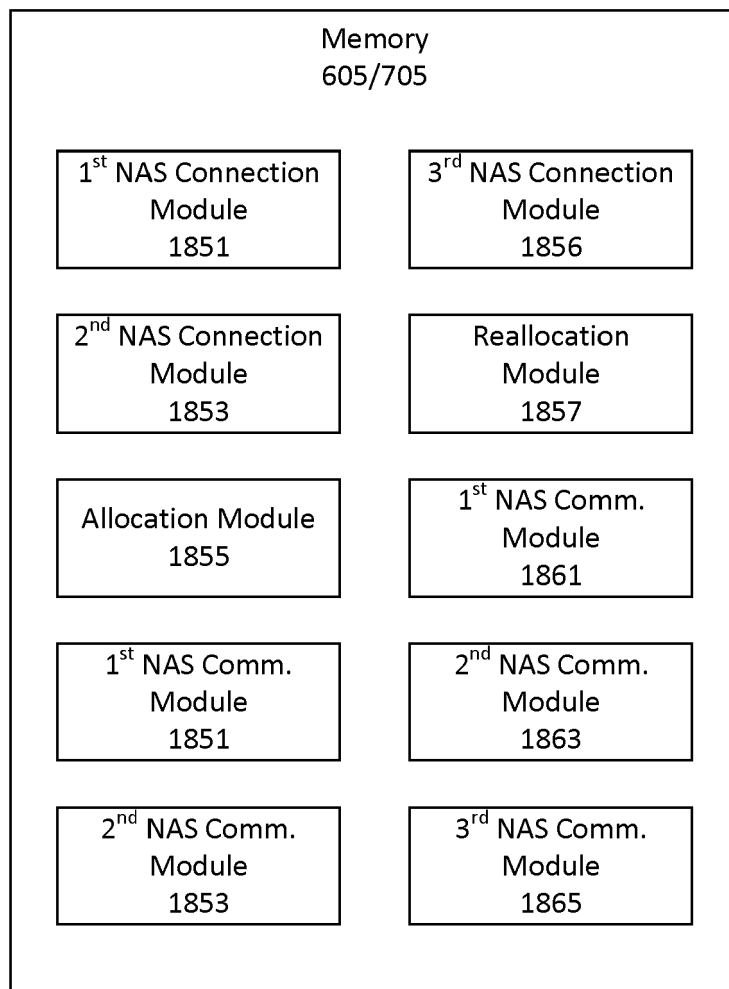 Memory
605/705
1st NAS Connection
Module
1851
3rd NAS Connection
Module
1856
2nd NAS Connection
Module
1853
Reallocation
Module
1857
Allocation Module
1855
1st NAS Comm.
Module
1861
1st NAS Comm.
Module
1851
2nd NAS Comm.
Module
1863
2nd NAS Comm.
Module
1853
3rd NAS Comm.
Module
1865